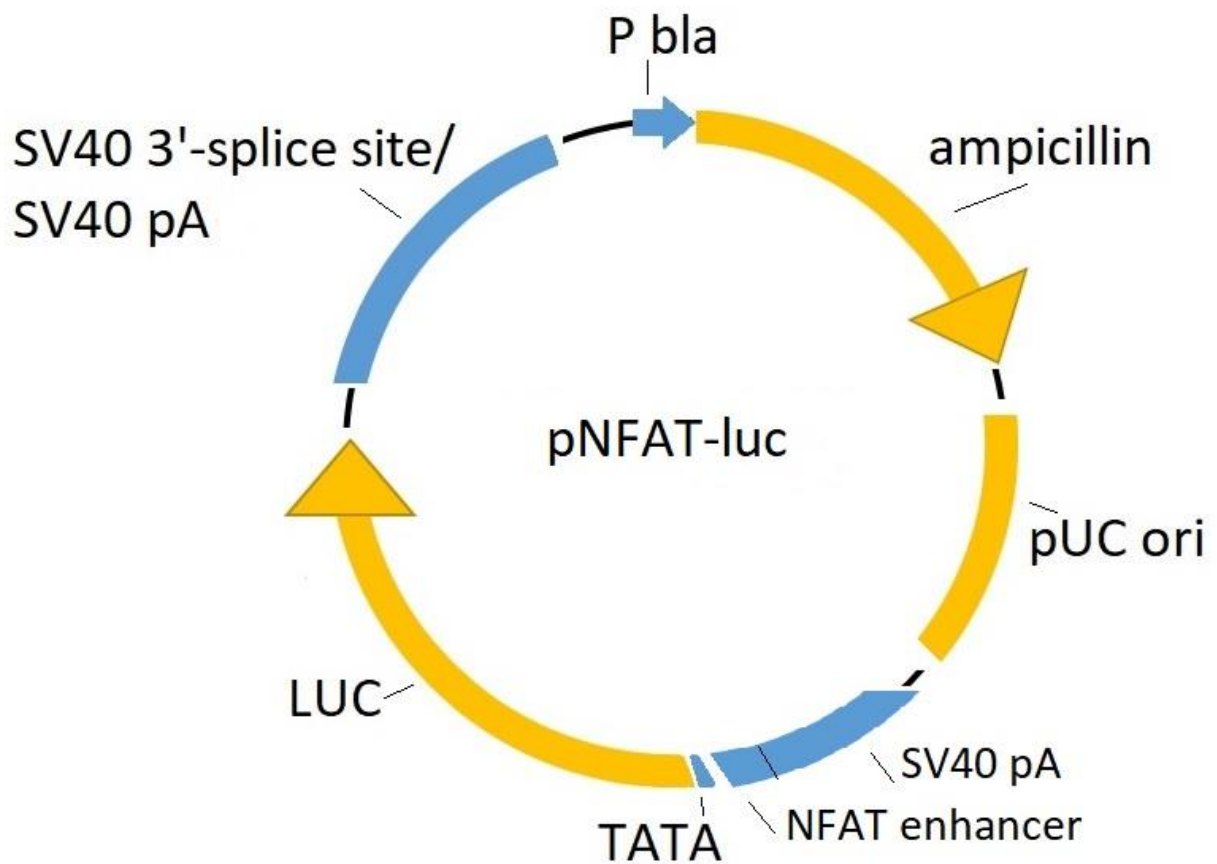 P bla
SV40 3'-splice site/
SV40 pA
ampicillin
pNFAT-luc
pUC ori
LUC
SV40 pA
NFAT enhancer
TATA